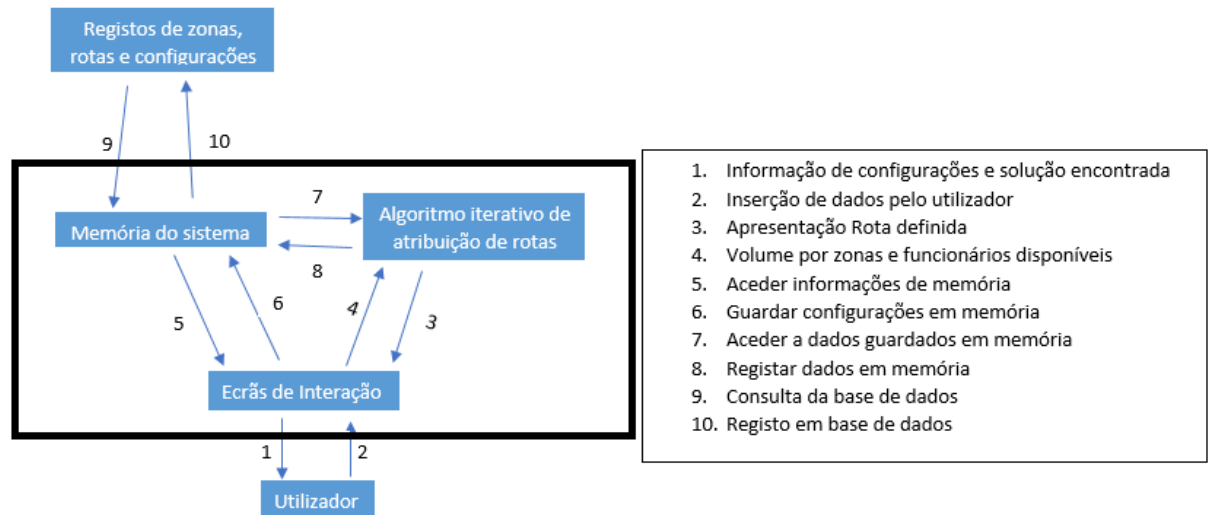 Registos de zonas,
rotas e configurações
9
10
7
Memória do sistema
Algoritmo iterativo de
atribuição de rotas
8
5
6
4
3
Ecrãs de Interação
1
2
Utilizador
1. Informação de configurações e solução encontrada
2. Inserção de dados pelo utilizador
3. Apresentação Rota definida
4. Volume por zonas e funcionários disponíveis
5. Aceder informações de memória
6. Guardar configurações em memória
7. Aceder a dados guardados em memória
8. Registar dados em memória
9. Consulta da base de dados
10. Registo em base de dados